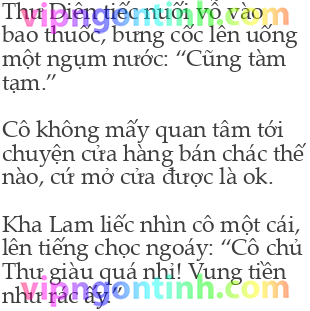 Thư Diên tiếc nuối vỗ vào
bao thuốc, bưng cốc lên uống
một ngụm nước: “Cũng tàm
tạm.”
Cô không mấy quan tâm tới
chuyện cửa hàng bán chác thế
nào, cứ mở cửa được là ok.
Kha Lam liếc nhìn cô một cái,
lên tiếng chọc ngoáy: “Cô chủ
Thư giàu quá nhỉ! Vung tiền
như rác ấy.”
vipngontinh.com
vipngontinh.com